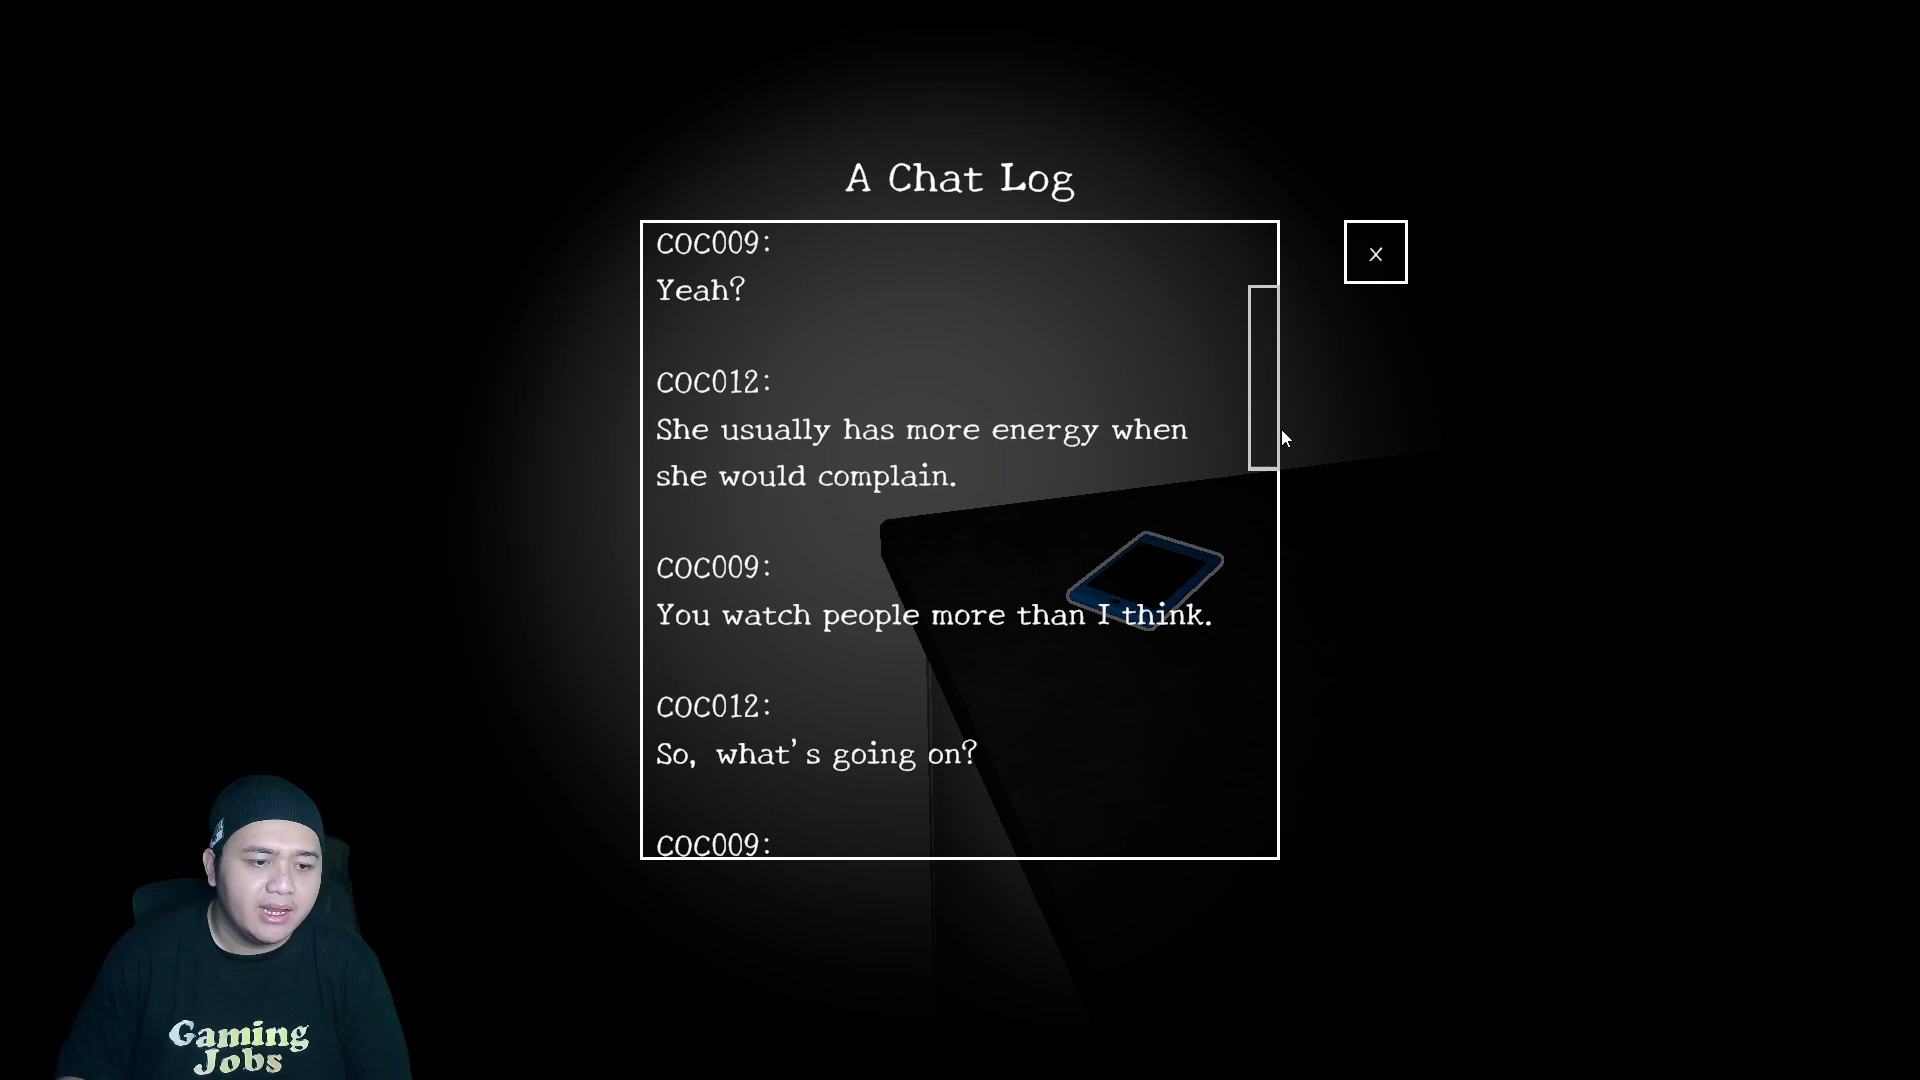 A Chat Log
X
COC009:
Yeah?
COC012:
She usually has more energy when
she would complain.
COC009:
You watch people more than I think.
COC012:
So, what's going on?
COC009:
Gaming
Jobs